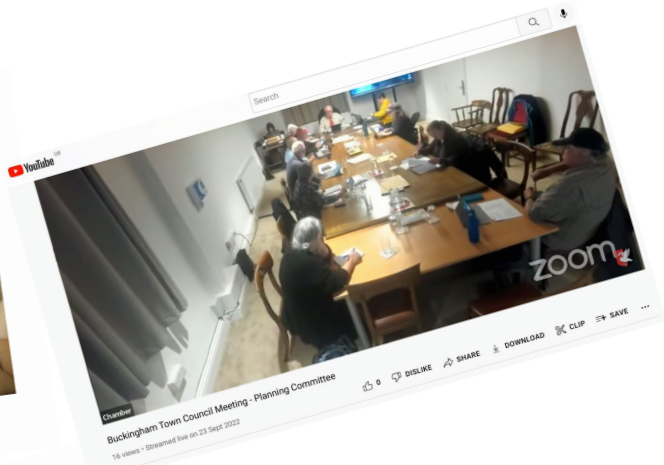 YouTube GB
Search
zoom
Chamber
Buckingham Town Council Meeting - Planning Committee
16 views • Streamed live on 23 Sept 2022
0 DISLIKE SHARE DOWNLOAD CLIP SAVE ...